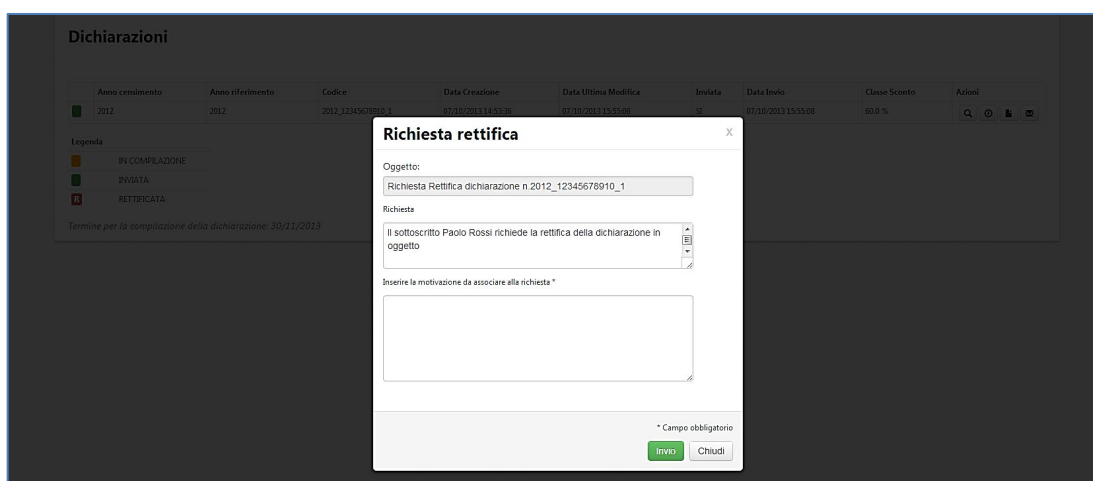 Dichiarazioni
Anno censimento Anno riferimento Codice Data Creazione Data Ultima Modifica Inviata Data Invio Classe Sconto Azioni
2012 2012 2012_12345678910_1 07/10/2013 14:53:36 07/10/2013 15:55:08 SI 07/10/2013 15:55:08 60.0 %
Legenda
IN COMPILAZIONE
INVIATA
R RETTIFICATA
Termine per la compilazione della dichiarazione: 30/11/2013
Richiesta rettifica X
Oggetto:
Richiesta Rettifica dichiarazione n.2012_12345678910_1
Richiesta
Il sottoscritto Paolo Rossi richiede la rettifica della dichiarazione in
oggetto
Inserire la motivazione da associare alla richiesta *
* Campo obbligatorio
Invio Chiudi